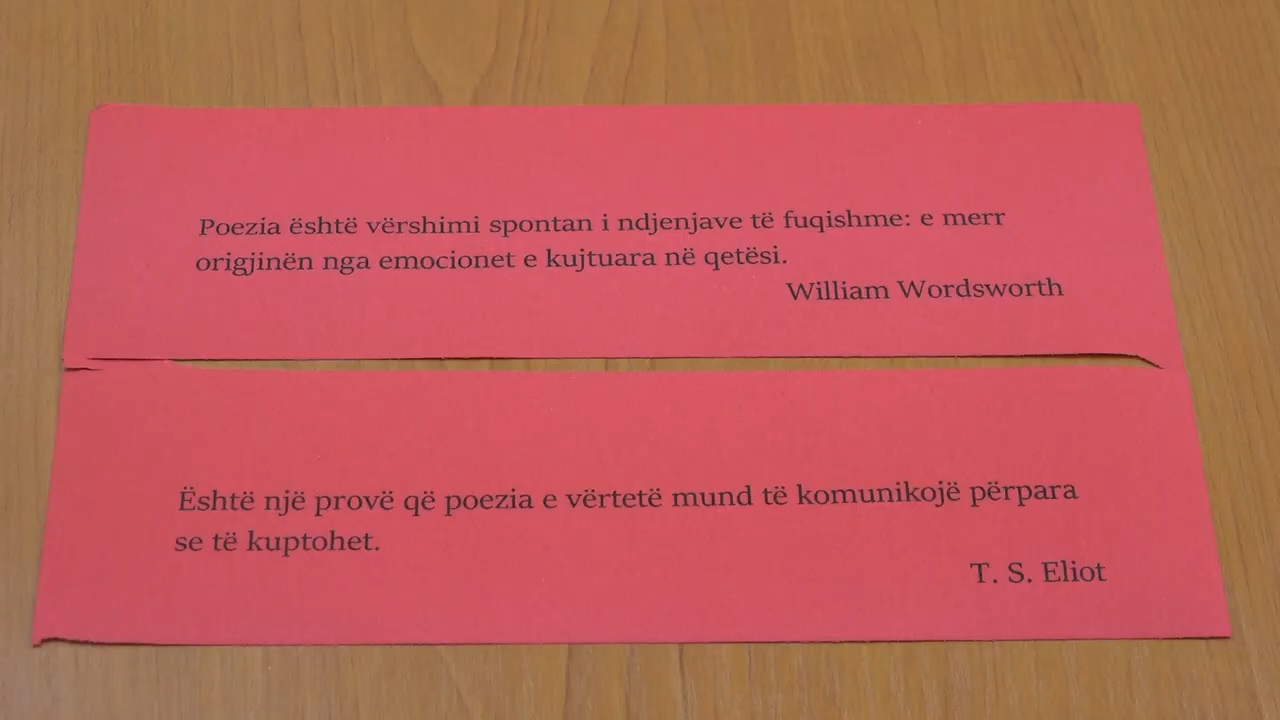 Poezia është vërshimi spontan i ndjenjave të fuqishme: e merr
origjinën nga emocionet e kujtuara në qetësi.
William Wordsworth
Është një provë që poezia e vërtetë mund të komunikojë përpara
se të kuptohet.
T. S. Eliot